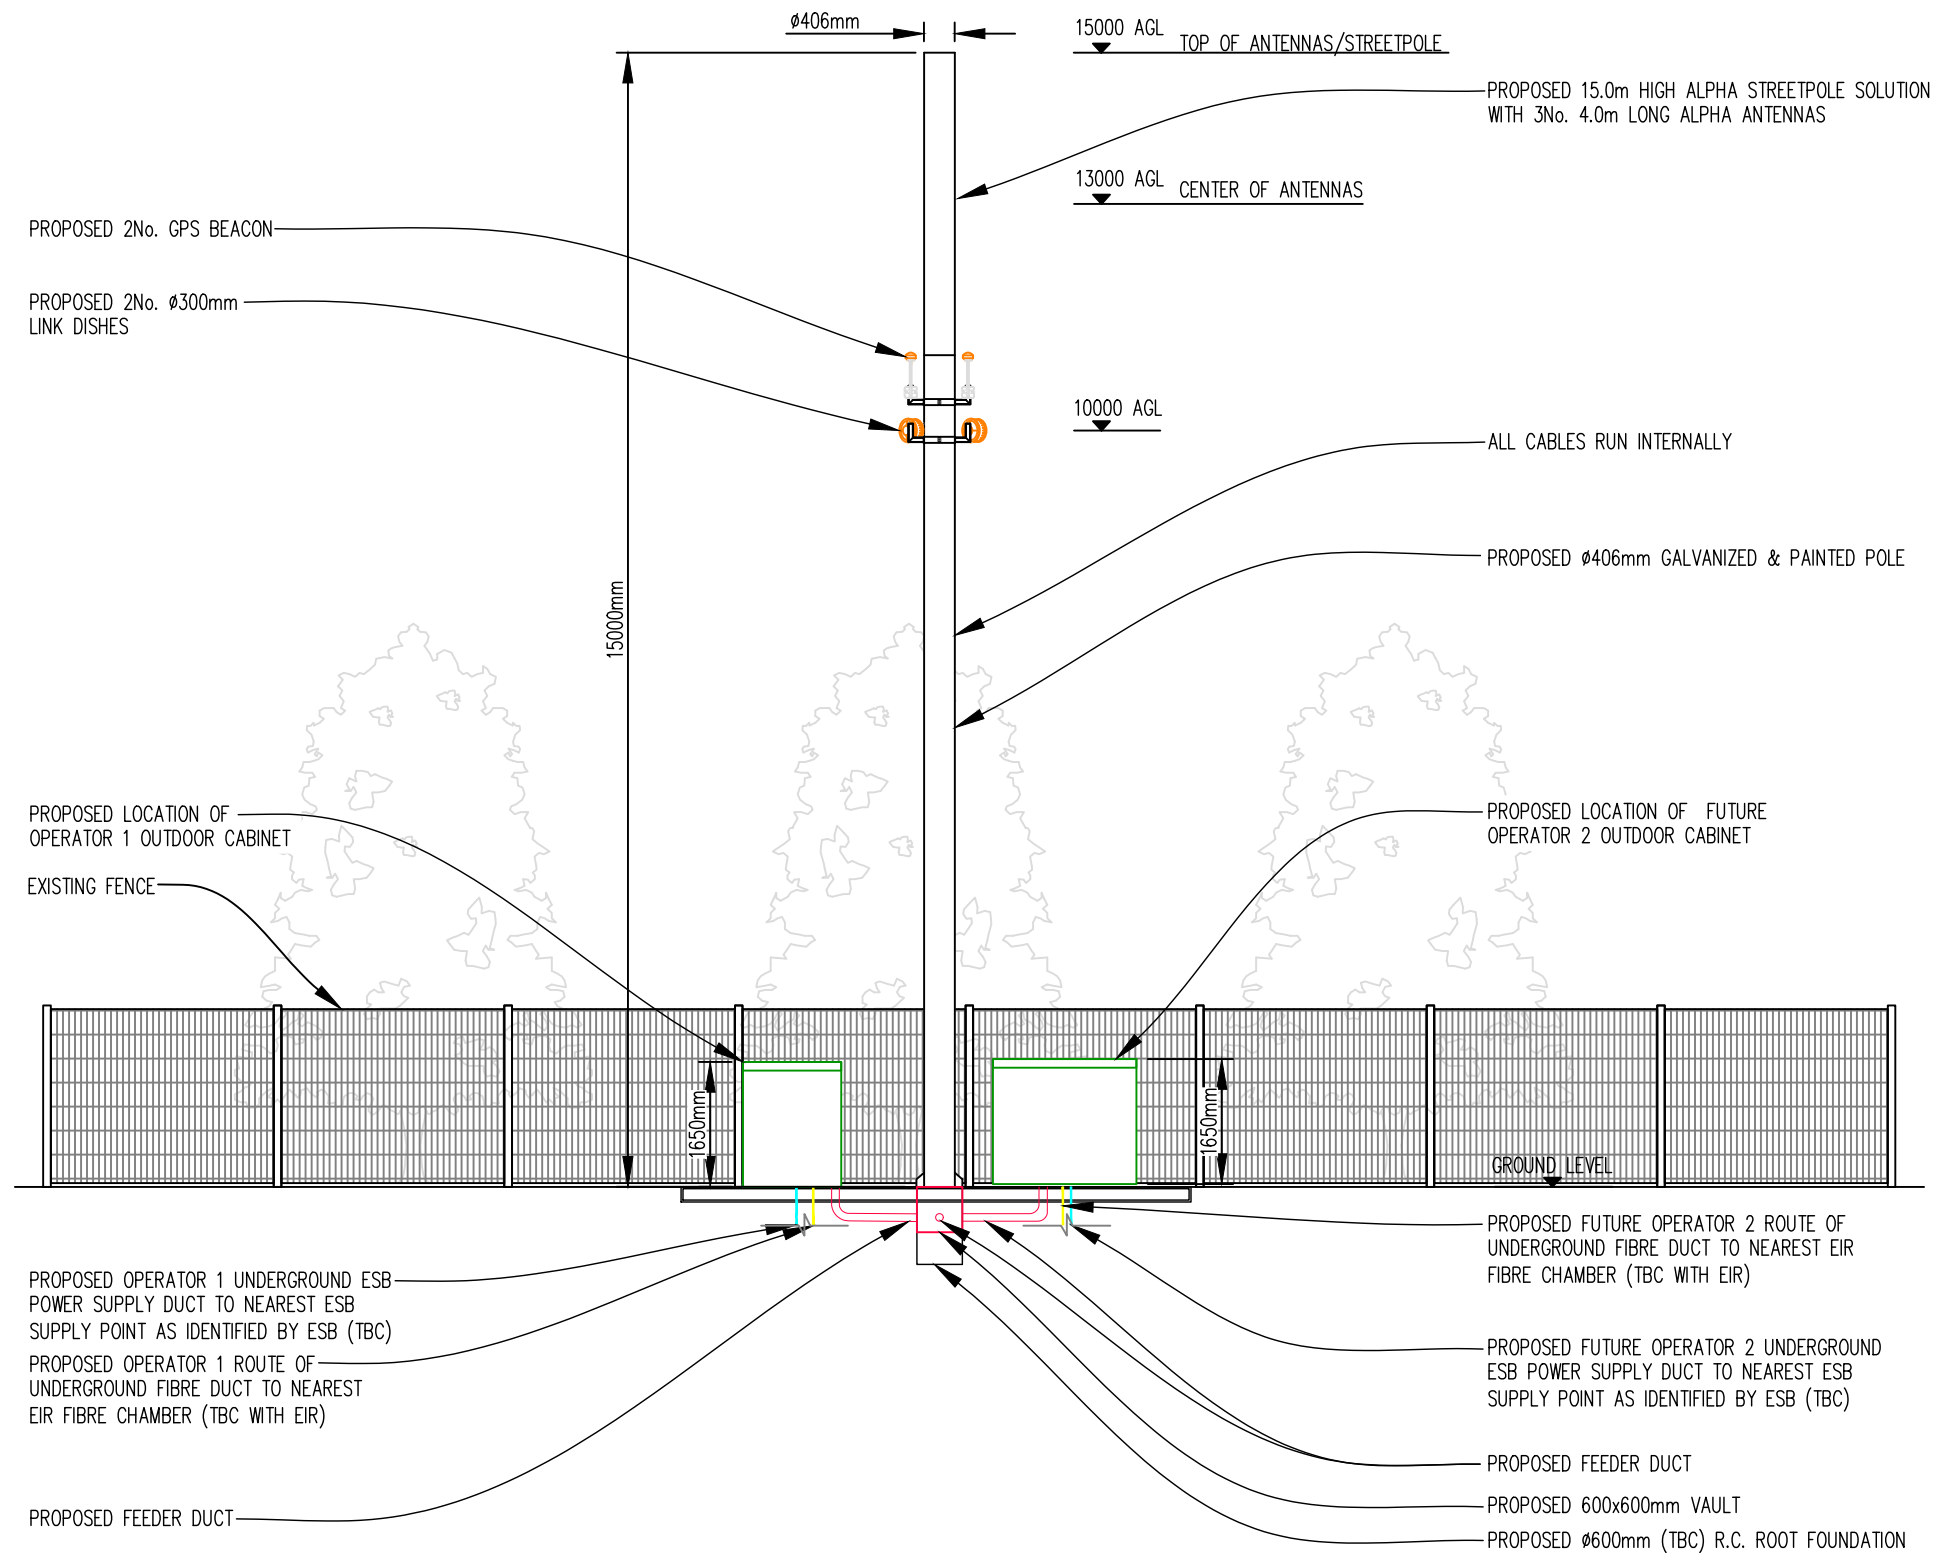 Ø406mm
15000 AGL
TOP OF ANTENNAS/STREETPOLE
PROPOSED 15.0m HIGH ALPHA STREETPOLE SOLUTION
WITH 3No. 4.0m LONG ALPHA ANTENNAS
13000 AGL
CENTER OF ANTENNAS
PROPOSED 2No. GPS BEACON
PROPOSED 2No. Ø300mm
LINK DISHES
10000 AGL
ALL CABLES RUN INTERNALLY
PROPOSED Ø406mm GALVANIZED & PAINTED POLE
15000mm
PROPOSED LOCATION OF
OPERATOR 1 OUTDOOR CABINET
PROPOSED LOCATION OF FUTURE
OPERATOR 2 OUTDOOR CABINET
EXISTING FENCE
1650mm
1650mm
GROUND LEVEL
PROPOSED OPERATOR 1 UNDERGROUND ESB
POWER SUPPLY DUCT TO NEAREST ESB
SUPPLY POINT AS IDENTIFIED BY ESB (TBC)
PROPOSED OPERATOR 1 ROUTE OF
UNDERGROUND FIBRE DUCT TO NEAREST
EIR FIBRE CHAMBER (TBC WITH EIR)
PROPOSED FEEDER DUCT
PROPOSED FUTURE OPERATOR 2 ROUTE OF
UNDERGROUND FIBRE DUCT TO NEAREST EIR
FIBRE CHAMBER (TBC WITH EIR)
PROPOSED FUTURE OPERATOR 2 UNDERGROUND
ESB POWER SUPPLY DUCT TO NEAREST ESB
SUPPLY POINT AS IDENTIFIED BY ESB (TBC)
PROPOSED FEEDER DUCT
PROPOSED 600x600mm VAULT
PROPOSED Ø600mm (TBC) R.C. ROOT FOUNDATION